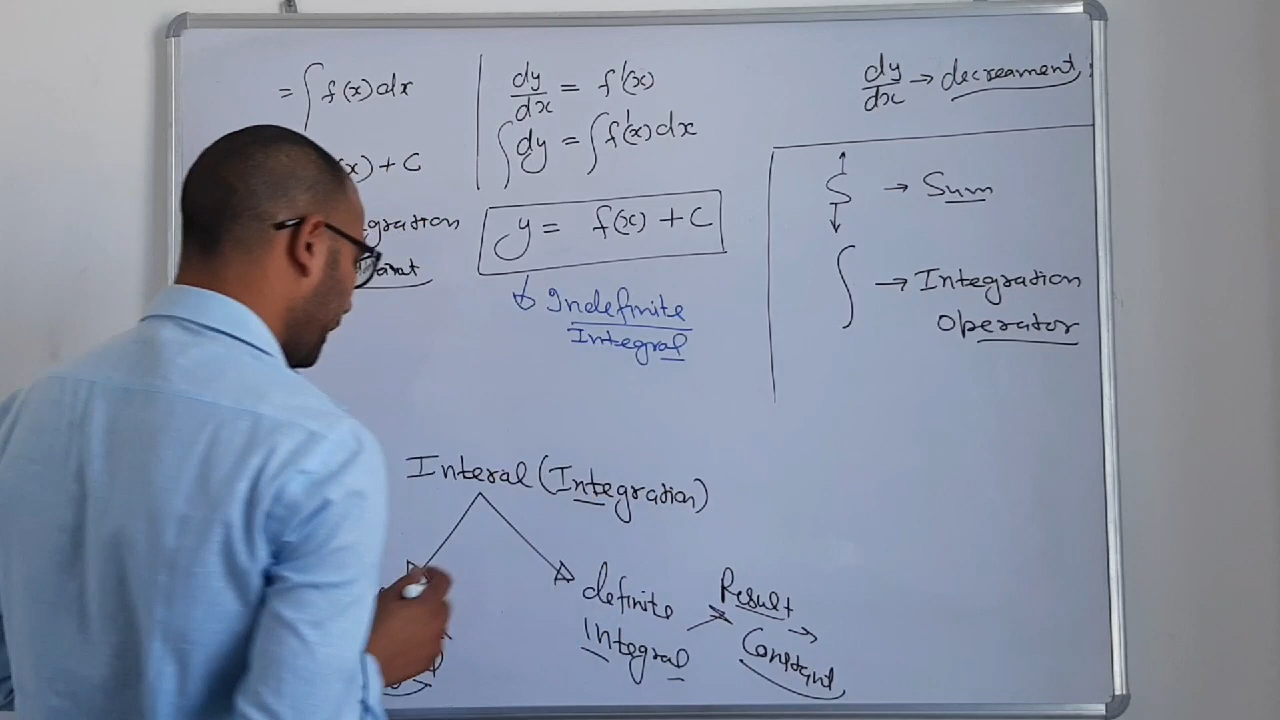 = ∫ f(x) dx
(x) + C
gration
dy/dx = f'(x)
∫ dy = ∫ f'(x) dx
y = f(x) + C
Indefinite
Integral
dy/dx → decreament
S → Sum
∫ → Integration
Operator
Interal (Integration)
definite
Integral
Result →
Constant